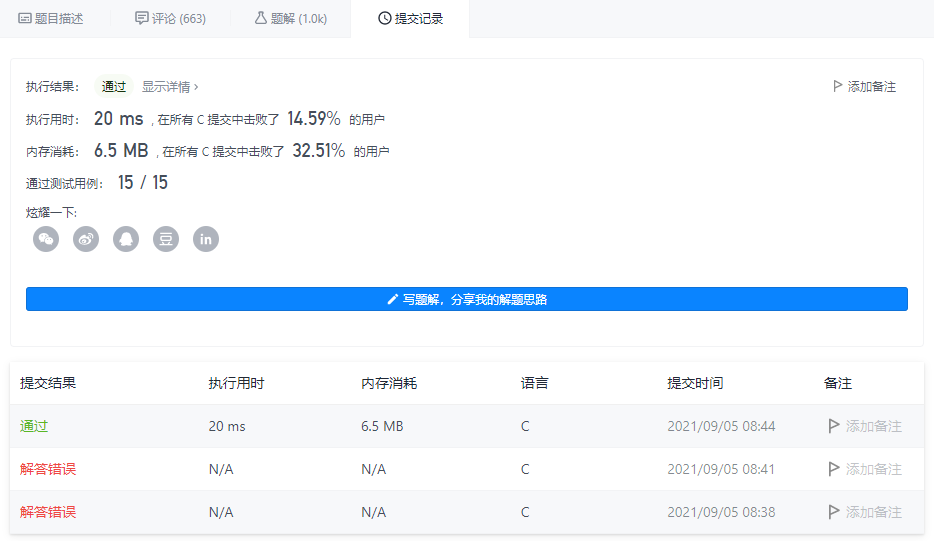 题目描述 评论 (663) 题解 (1.0k) 提交记录
执行结果： 通过 显示详情 › 添加备注
执行用时： 20 ms , 在所有 C 提交中击败了 14.59% 的用户
内存消耗： 6.5 MB , 在所有 C 提交中击败了 32.51% 的用户
通过测试用例： 15 / 15
炫耀一下:
豆 in
写题解，分享我的解题思路
提交结果 执行用时 内存消耗 语言 提交时间 备注
通过 20 ms 6.5 MB C 2021/09/05 08:44 添加备注
解答错误 N/A N/A C 2021/09/05 08:41 添加备注
解答错误 N/A N/A C 2021/09/05 08:38 添加备注